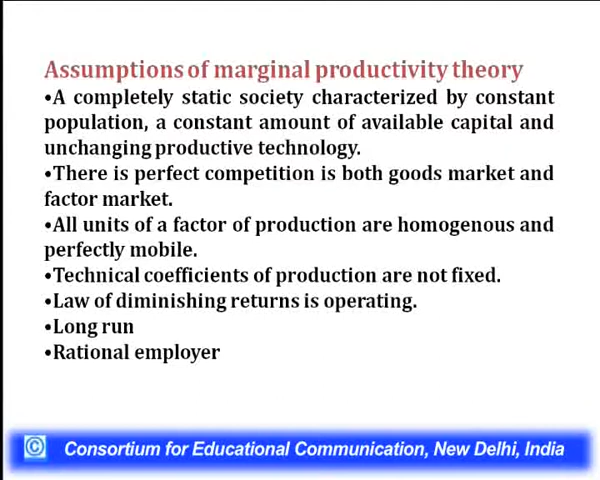 Assumptions of marginal productivity theory
•A completely static society characterized by constant
population, a constant amount of available capital and
unchanging productive technology.
•There is perfect competition is both goods market and
factor market.
•All units of a factor of production are homogenous and
perfectly mobile.
•Technical coefficients of production are not fixed.
•Law of diminishing returns is operating.
•Long run
•Rational employer
© Consortium for Educational Communication, New Delhi, India